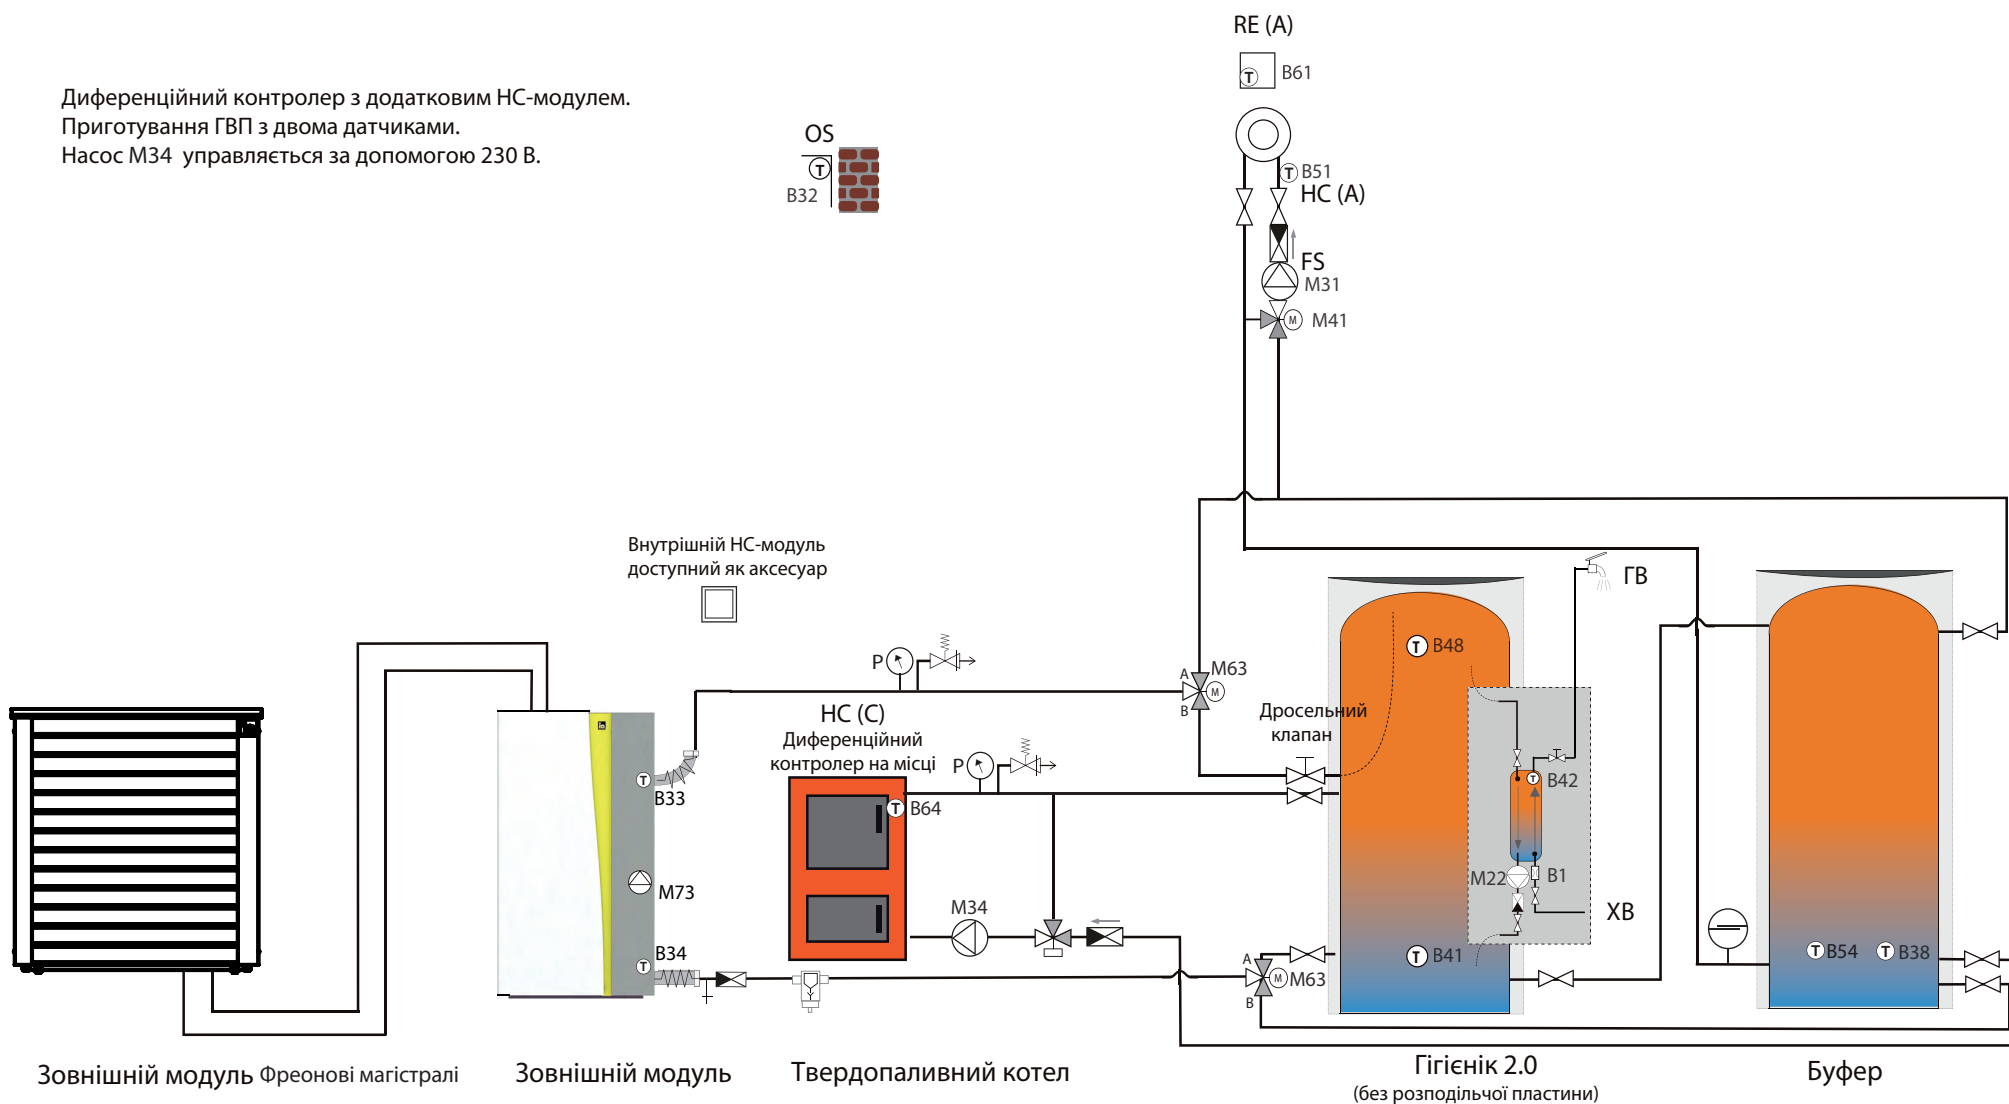 RE (A)
B61
Диференційний контролер з додатковим НС-модулем.
Приготування ГВП з двома датчиками.
Насос М34 управляється за допомогою 230 В.
OS
T
B32
T
T
B51
HC (A)
FS
M31
M
M41
Внутрішній НС-модуль
доступний як аксесуар
ГВ
T
B48
P
A
M63
M
B
HC (C)
Диференційний
контролер на місці
Дросельний
клапан
P
T
B33
T
B64
T
B42
M73
M22
B1
M34
ХВ
B34
T
A
M
M63
B
T
B41
T
B54
T
B38
Зовнішній модуль
Фреонові магістралі
Зовнішній модуль
Твердопаливний котел
Гігієнік 2.0
(без розподільчої пластини)
Буфер